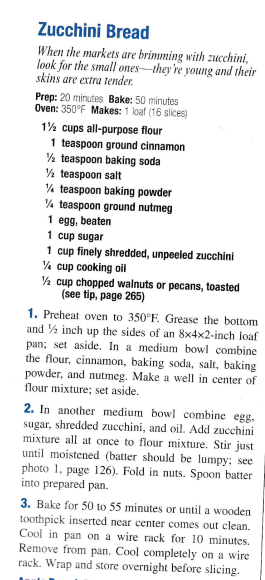 Zucchini Bread
When the markets are brimming with zucchini,
look for the small ones—they're young and their
skins are extra tender.
Prep: 20 minutes Bake: 50 minutes
Oven: 350°F Makes: 1 loaf (16 slices)
1½ cups all-purpose flour
1 teaspoon ground cinnamon
½ teaspoon baking soda
½ teaspoon salt
¼ teaspoon baking powder
¼ teaspoon ground nutmeg
1 egg, beaten
1 cup sugar
1 cup finely shredded, unpeeled zucchini
¼ cup cooking oil
½ cup chopped walnuts or pecans, toasted
(see tip, page 265)
1. Preheat oven to 350°F. Grease the bottom
and ½ inch up the sides of an 8×4×2-inch loaf
pan; set aside. In a medium bowl combine
the flour, cinnamon, baking soda, salt, baking
powder, and nutmeg. Make a well in center of
flour mixture; set aside.
2. In another medium bowl combine egg,
sugar, shredded zucchini, and oil. Add zucchini
mixture all at once to flour mixture. Stir just
until moistened (batter should be lumpy; see
photo 1, page 126). Fold in nuts. Spoon batter
into prepared pan.
3. Bake for 50 to 55 minutes or until a wooden
toothpick inserted near center comes out clean.
Cool in pan on a wire rack for 10 minutes.
Remove from pan. Cool completely on a wire
rack. Wrap and store overnight before slicing.